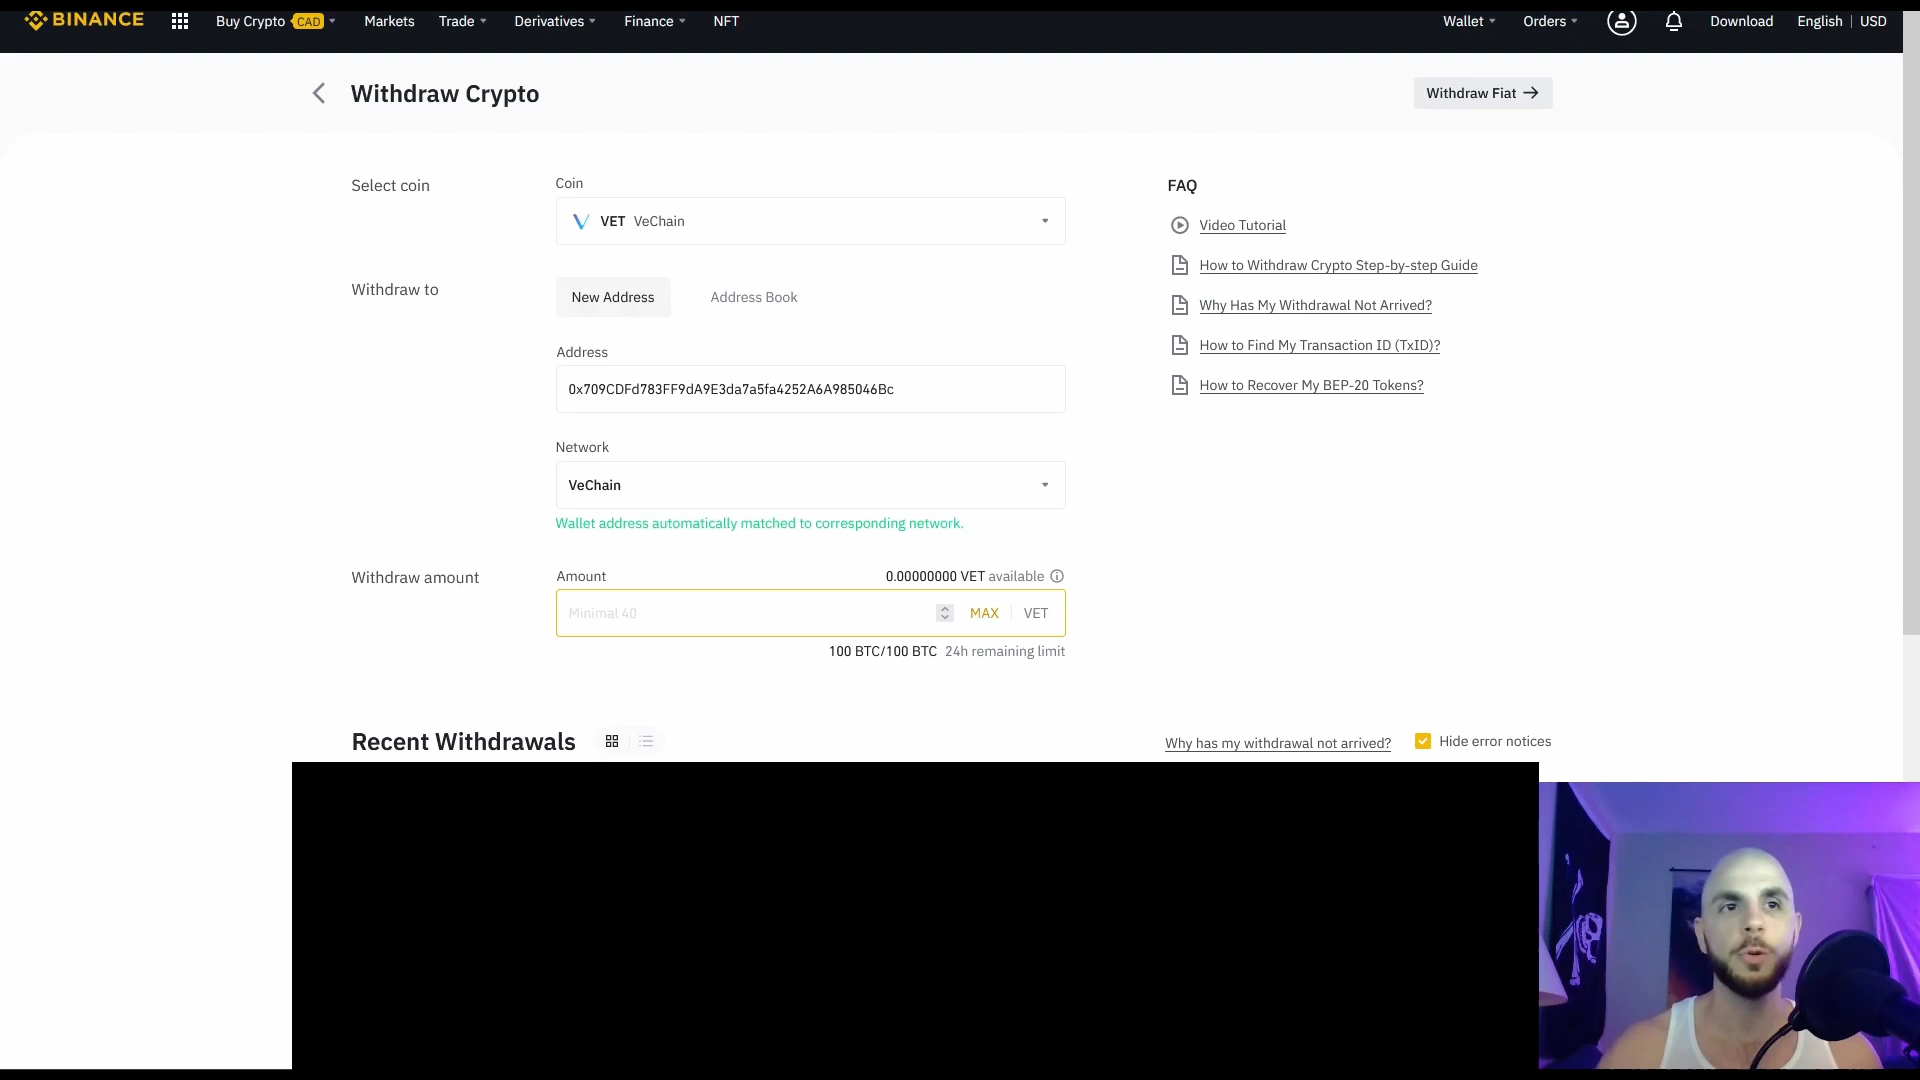 BINANCE
Buy Crypto CAD Markets Trade Derivatives Finance NFT Wallet Orders Download English USD
Withdraw Crypto
Withdraw Fiat
Select coin
Coin
VET VeChain
Withdraw to
New Address Address Book
Address
0x709CDFd783FF9dA9E3da7a5fa4252A6A985046Bc
Network
VeChain
Wallet address automatically matched to corresponding network.
Withdraw amount
Amount 0.00000000 VET available
Minimal 40 MAX VET
100 BTC/100 BTC 24h remaining limit
FAQ
Video Tutorial
How to Withdraw Crypto Step-by-step Guide
Why Has My Withdrawal Not Arrived?
How to Find My Transaction ID (TxID)?
How to Recover My BEP-20 Tokens?
Recent Withdrawals
Why has my withdrawal not arrived? Hide error notices